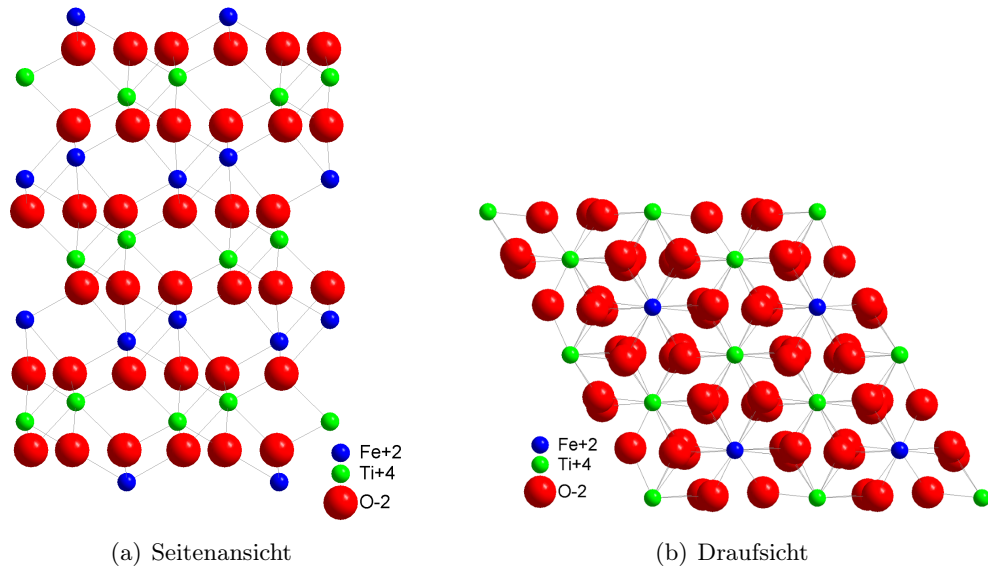 Fe+2
Ti+4
O-2
Fe+2
Ti+4
O-2
(a) Seitenansicht
(b) Draufsicht